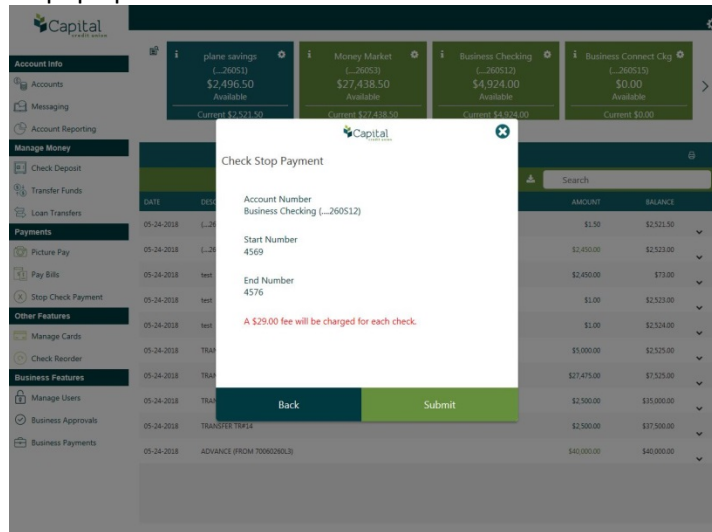 Capital
credit union
Account Info
Accounts
Messaging
Account Reporting
Manage Money
Check Deposit
Transfer Funds
Loan Transfers
Payments
Picture Pay
Pay Bills
Stop Check Payment
Other Features
Manage Cards
Check Reorder
Business Features
Manage Users
Business Approvals
Business Payments
plane savings
(....260S1)
$2,496.50
Available
Current $2,521.50
Money Market
(....260S3)
$27,438.50
Available
Current $27,438.50
Business Checking
(....260S12)
$4,924.00
Available
Current $4,924.00
Business Connect Ckg
(....260S15)
$0.00
Available
Current $0.00
Capital
Check Stop Payment
Account Number
Business Checking (....260S12)
Start Number
4569
End Number
4576
A $29.00 fee will be charged for each check.
Back
Submit
Search
DATE DESC AMOUNT BALANCE
05-24-2018 (....26 $1.50 $2,521.50
05-24-2018 (....26 $2,450.00 $2,523.00
05-24-2018 test $2,450.00 $73.00
05-24-2018 test $1.00 $2,523.00
05-24-2018 test $1.00 $2,524.00
05-24-2018 TRAN $5,000.00 $2,525.00
05-24-2018 TRAN $27,475.00 $7,525.00
05-24-2018 TRAN $2,500.00 $35,000.00
05-24-2018 TRANSFER TR#14 $2,500.00 $37,500.00
05-24-2018 ADVANCE (FROM 70060260L3) $40,000.00 $40,000.00